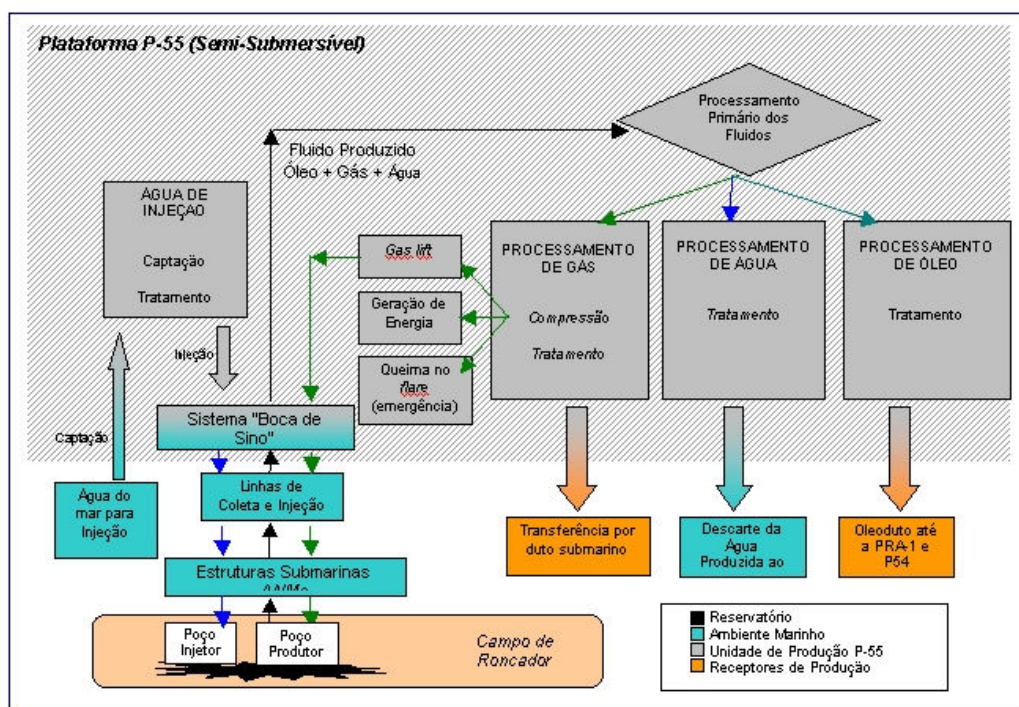 Plataforma P-55 (Semi-Submersível)
Processamento
Primário dos
Fluidos
Fluido Produzido
Óleo + Gás + Água
ÁGUA DE
INJEÇÃO
Captação
Tratamento
Gas lift
Geração de
Energia
Queima no
flare
(emergência)
PROCESSAMENTO
DE GÁS
Compressão
Tratamento
PROCESSAMENTO
DE ÁGUA
Tratamento
PROCESSAMENTO
DE ÓLEO
Tratamento
Injeção
Captação
Sistema "Boca de
Sino"
Água do
mar para
Injeção
Linhas de
Coleta e Injeção
Transferência por
duto submarino
Descarte da
Água
Produzida ao
Oleoduto até
a PRA-1 e
P54
Estruturas Submarinas
Poço
Injetor
Poço
Produtor
Campo de
Roncador
Reservatório
Ambiente Marinho
Unidade de Produção P-55
Receptores de Produção